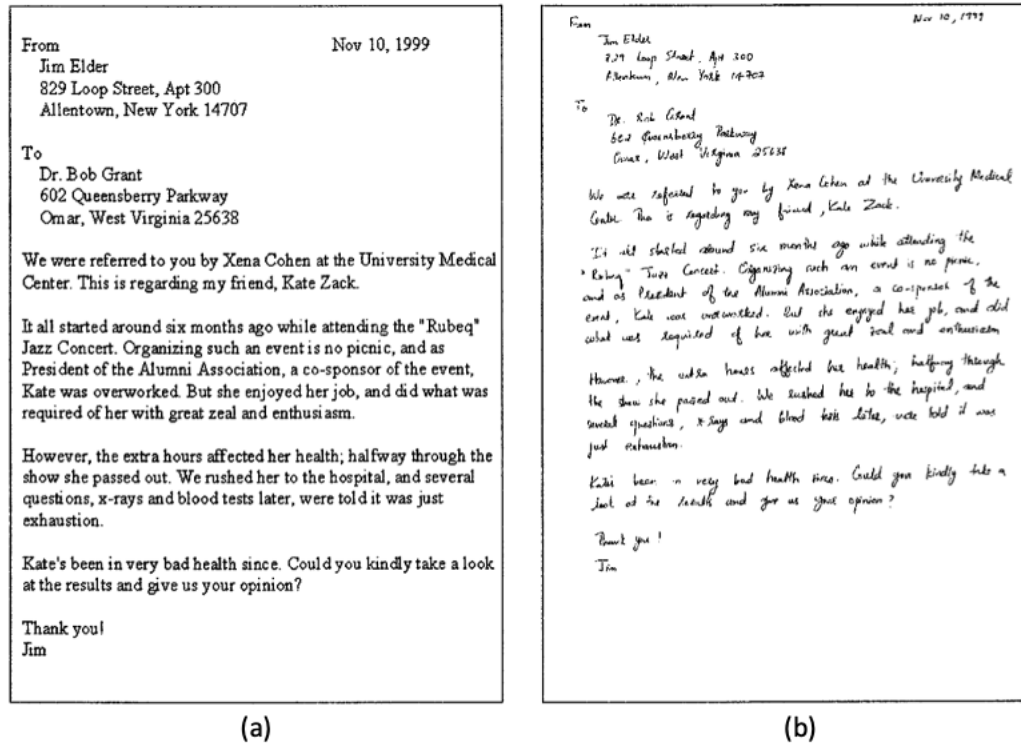 From Nov 10, 1999
Jim Elder
829 Loop Street, Apt 300
Allentown, New York 14707
To
Dr. Bob Grant
602 Queensberry Parkway
Omar, West Virginia 25638
We were referred to you by Xena Cohen at the University Medical
Center. This is regarding my friend, Kate Zack.
It all started around six months ago while attending the "Rubeq"
Jazz Concert. Organizing such an event is no picnic, and as
President of the Alumni Association, a co-sponsor of the event,
Kate was overworked. But she enjoyed her job, and did what was
required of her with great zeal and enthusiasm.
However, the extra hours affected her health; halfway through the
show she passed out. We rushed her to the hospital, and several
questions, x-rays and blood tests later, were told it was just
exhaustion.
Kate's been in very bad health since. Could you kindly take a look
at the results and give us your opinion?
Thank you!
Jim
(a)
From Nov 10, 1999
Jim Elder
829 Loop Street, Apt 300
Allentown, New York 14707
To
Dr. Bob Grant
602 Queensberry Parkway
Omar, West Virginia 25638
We were referred to you by Xena Cohen at the University Medical
Center. This is regarding my friend, Kate Zack.
It all started around six months ago while attending the
"Rubeq" Jazz Concert. Organizing such an event is no picnic,
and as President of the Alumni Association, a co-sponsor of the
event, Kate was overworked. But she enjoyed her job, and did
what was required of her with great zeal and enthusiasm
However, the extra hours affected her health; halfway through
the show she passed out. We rushed her to the hospital, and
several questions, x-rays and blood tests later, were told it was
just exhaustion.
Kate's been in very bad health since. Could you kindly take a
look at the results and give us your opinion?
Thank you!
Jim
(b)